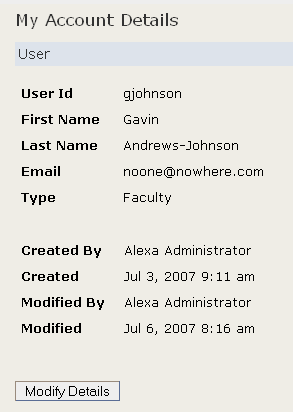 My Account Details
User
User Id gjohnson
First Name Gavin
Last Name Andrews-Johnson
Email noone@nowhere.com
Type Faculty
Created By Alexa Administrator
Created Jul 3, 2007 9:11 am
Modified By Alexa Administrator
Modified Jul 6, 2007 8:16 am
Modify Details